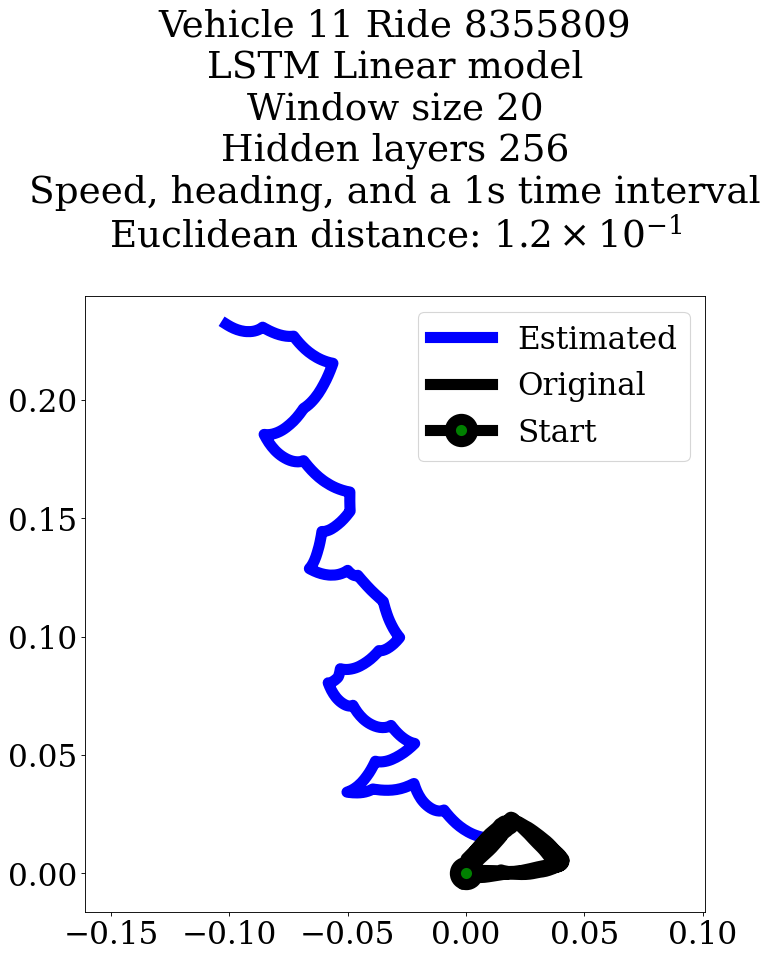 Vehicle 11 Ride 8355809
LSTM Linear model
Window size 20
Hidden layers 256
Speed, heading, and a 1s time interval
Euclidean distance: 1.2 × 10⁻¹
Estimated
Original
Start
0.20
0.15
0.10
0.05
0.00
−0.15 −0.10 −0.05 0.00 0.05 0.10